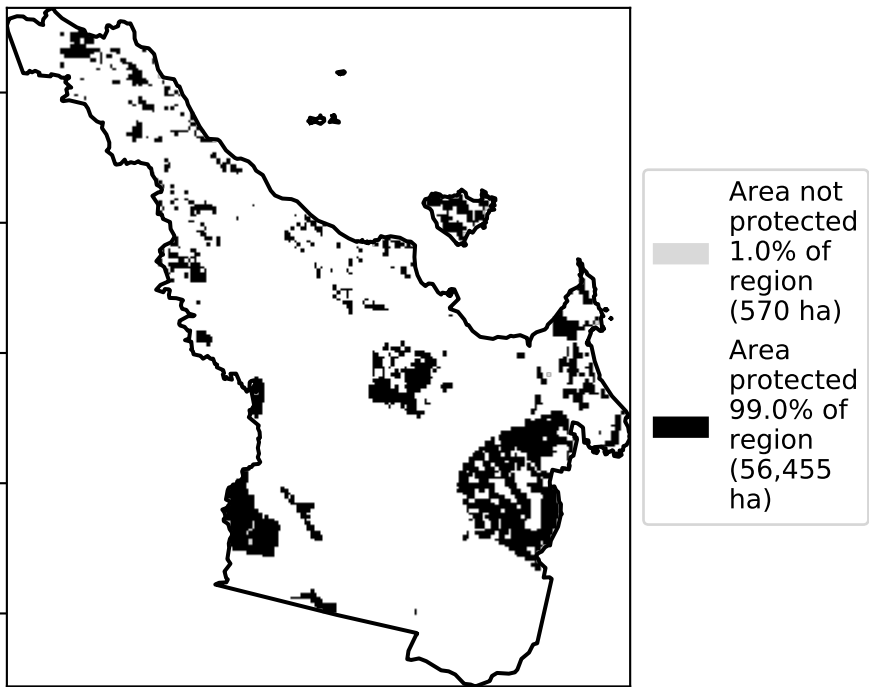 Area not
protected
1.0% of
region
(570 ha)
Area
protected
99.0% of
region
(56,455
ha)